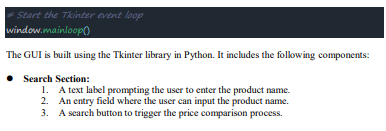 # Start the Tkinter event loop
window.mainloop()
The GUI is built using the Tkinter library in Python. It includes the following components:
● Search Section:
1. A text label prompting the user to enter the product name.
2. An entry field where the user can input the product name.
3. A search button to trigger the price comparison process.